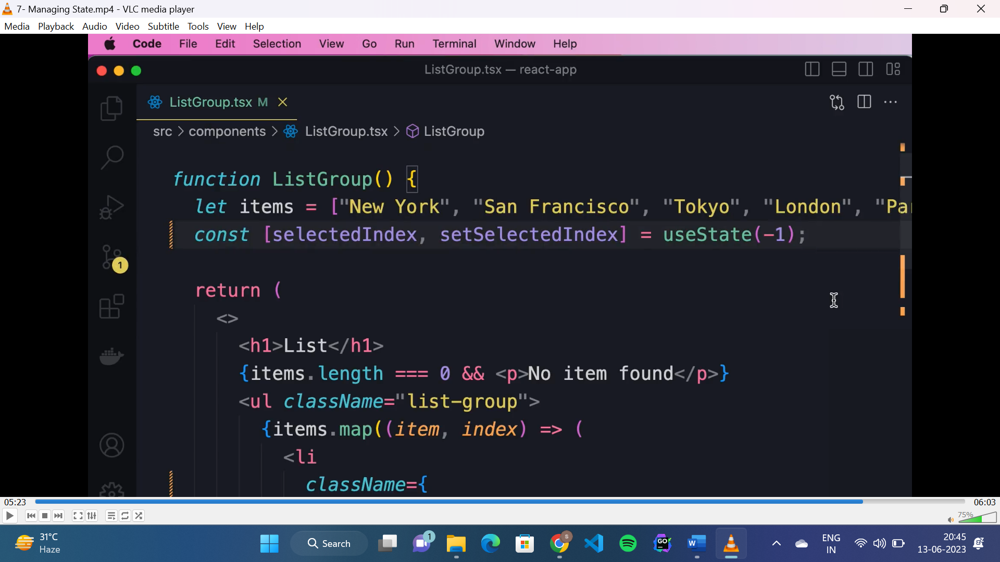 7- Managing State.mp4 - VLC media player
Media Playback Audio Video Subtitle Tools View Help
Code File Edit Selection View Go Run Terminal Window Help
ListGroup.tsx — react-app
ListGroup.tsx M
src > components > ListGroup.tsx > ListGroup
function ListGroup() {
let items = ["New York", "San Francisco", "Tokyo", "London", "Pa
const [selectedIndex, setSelectedIndex] = useState(-1);
1
return (
<>
<h1>List</h1>
{items.length === 0 && <p>No item found</p>}
<ul className="list-group">
{items.map((item, index) => (
<li
className={
05:23 06:03
75%
31°C
Haze
Search
1
S
GO
W
ENG
IN
20:45
13-06-2023